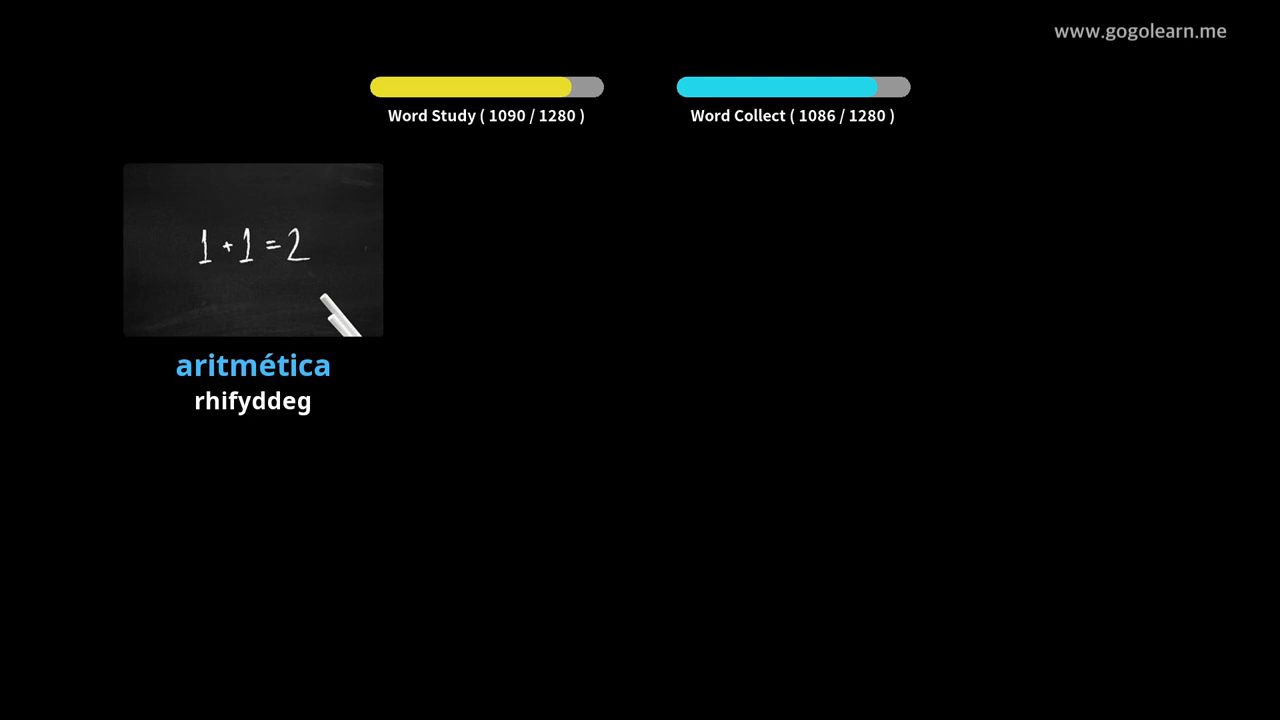 www.gogolearn.me
Word Study ( 1090 / 1280 )
Word Collect ( 1086 / 1280 )
1 + 1 = 2
aritmética
rhifyddeg